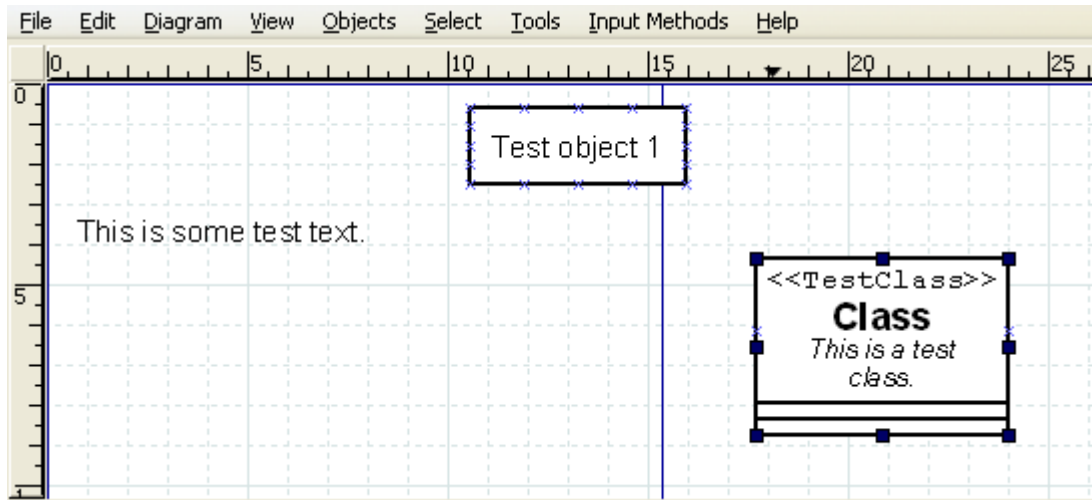 File Edit Diagram View Objects Select Tools Input Methods Help
0 5 10 15 20 25
0
Test object 1
This is some test text.
<<TestClass>>
5
Class
This is a test
class.
1